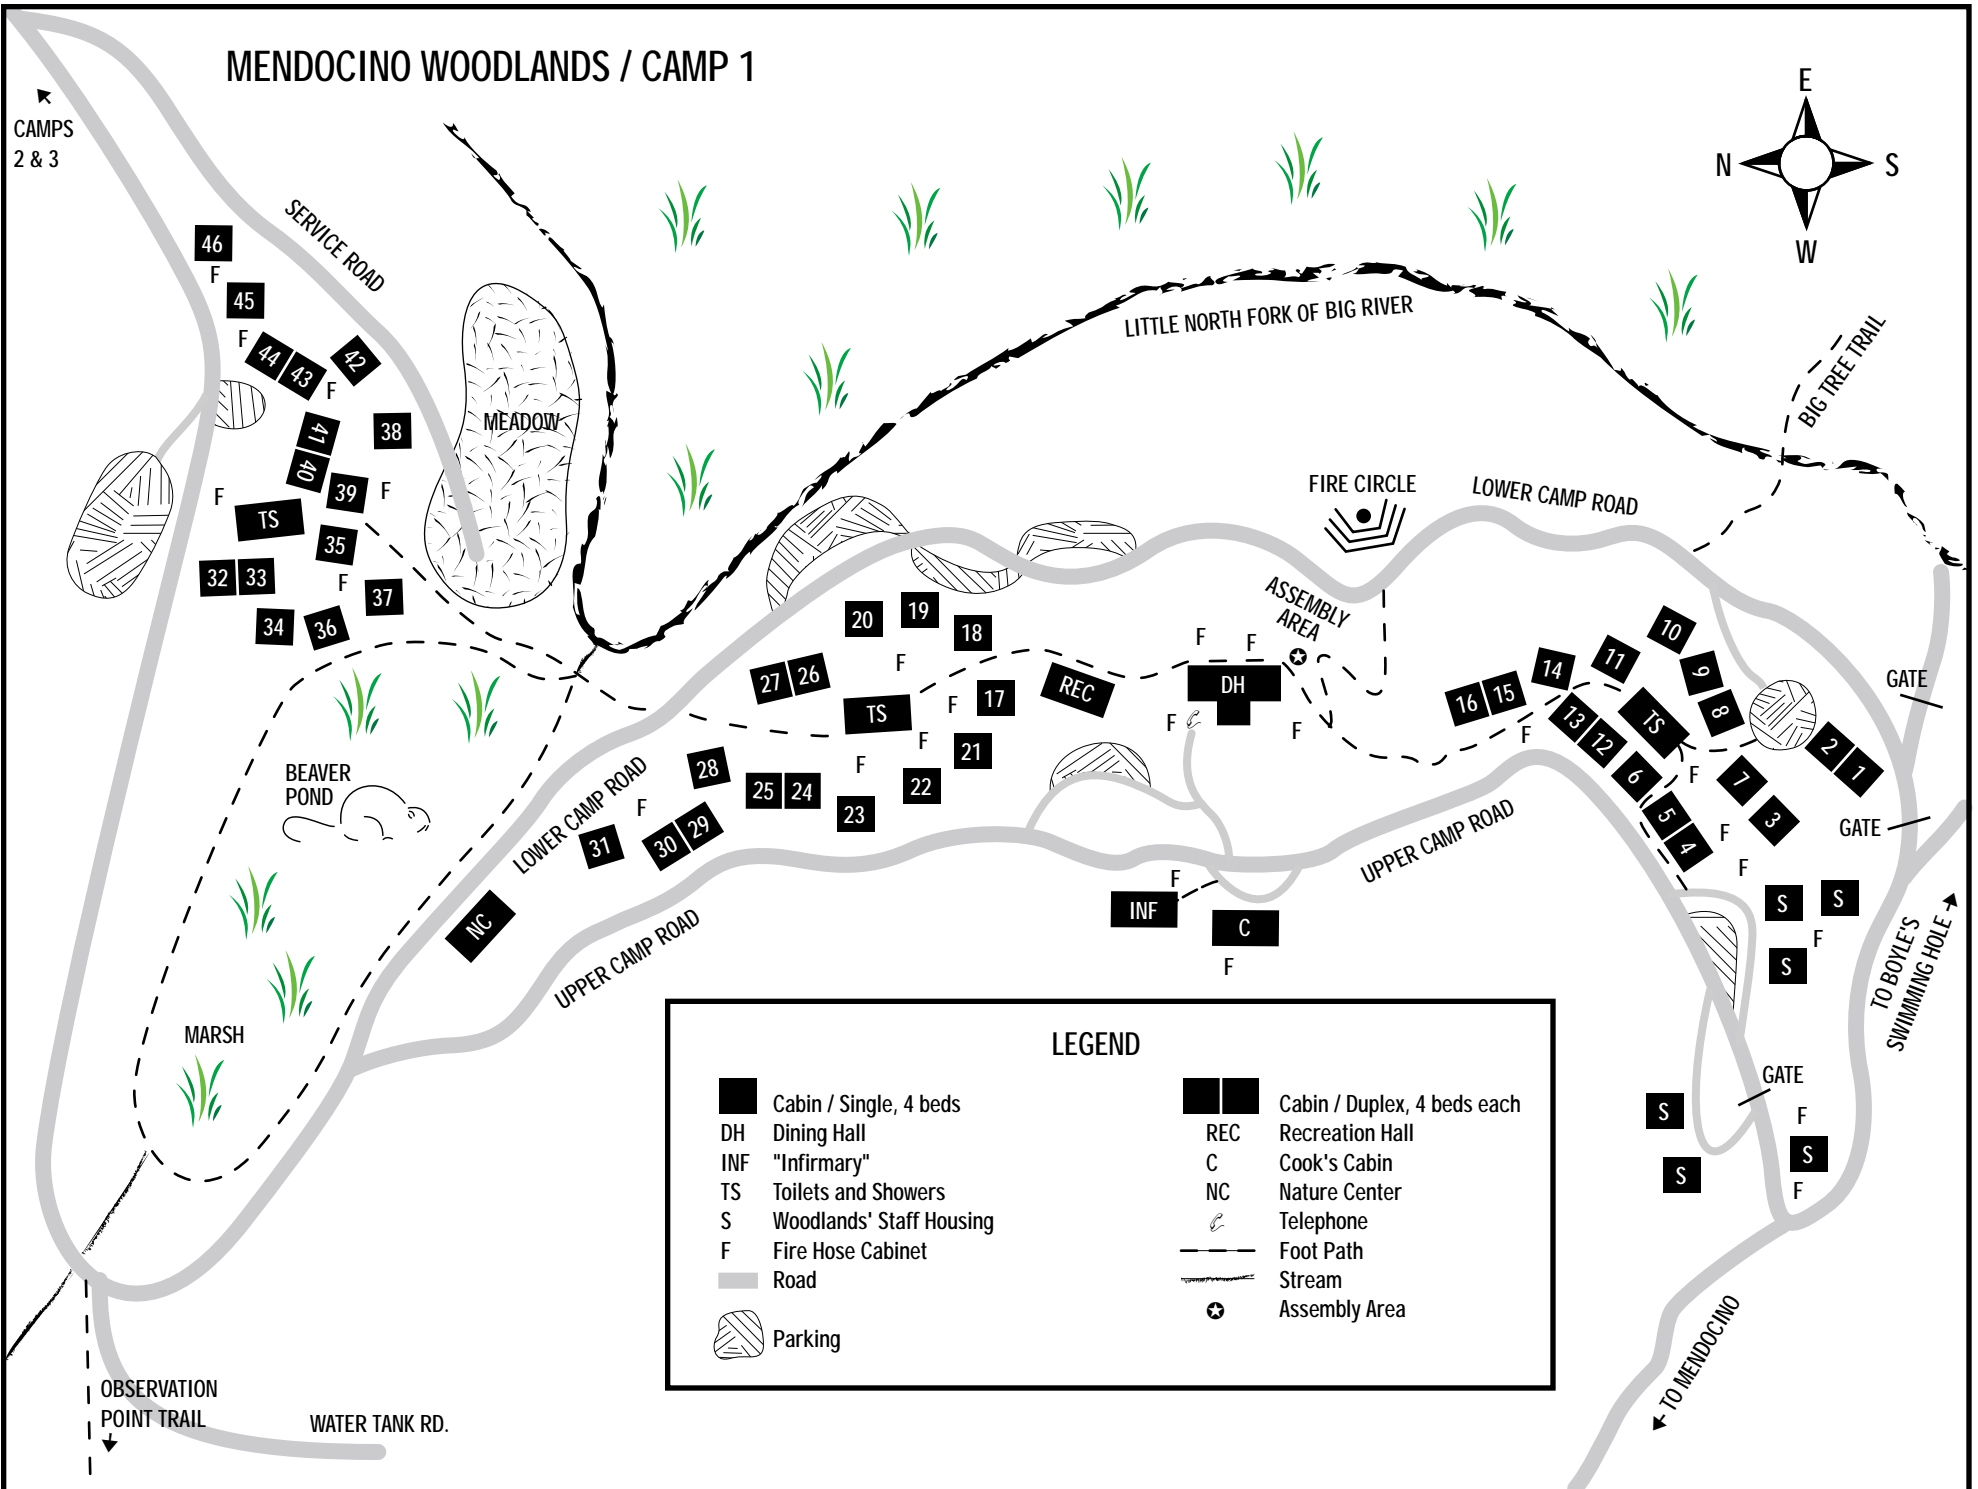 MENDOCINO WOODLANDS / CAMP 1
E
N
S
W
CAMPS
2 & 3
SERVICE ROAD
46
F
45
F
44
43
42
F
41
40
38
39
F
F
TS
35
32
33
F
37
34
36
MEADOW
LITTLE NORTH FORK OF BIG RIVER
BIG TREE TRAIL
FIRE CIRCLE
LOWER CAMP ROAD
ASSEMBLY
AREA
20
19
18
F
27
26
TS
F
17
REC
F
21
F
22
23
28
25
24
F
31
30
29
NC
LOWER CAMP ROAD
UPPER CAMP ROAD
F
F
DH
F
F
16
15
14
F
11
10
9
8
13
12
TS
6
F
7
5
4
3
F
F
2
1
GATE
GATE
UPPER CAMP ROAD
F
INF
C
F
S
S
F
S
TO BOYLE'S
SWIMMING HOLE
GATE
S
F
S
S
F
TO MENDOCINO
BEAVER
POND
MARSH
OBSERVATION
POINT TRAIL
WATER TANK RD.
LEGEND
Cabin / Single, 4 beds
DH Dining Hall
INF "Infirmary"
TS Toilets and Showers
S Woodlands' Staff Housing
F Fire Hose Cabinet
Road
Parking
Cabin / Duplex, 4 beds each
REC Recreation Hall
C Cook's Cabin
NC Nature Center
Telephone
Foot Path
Stream
Assembly Area